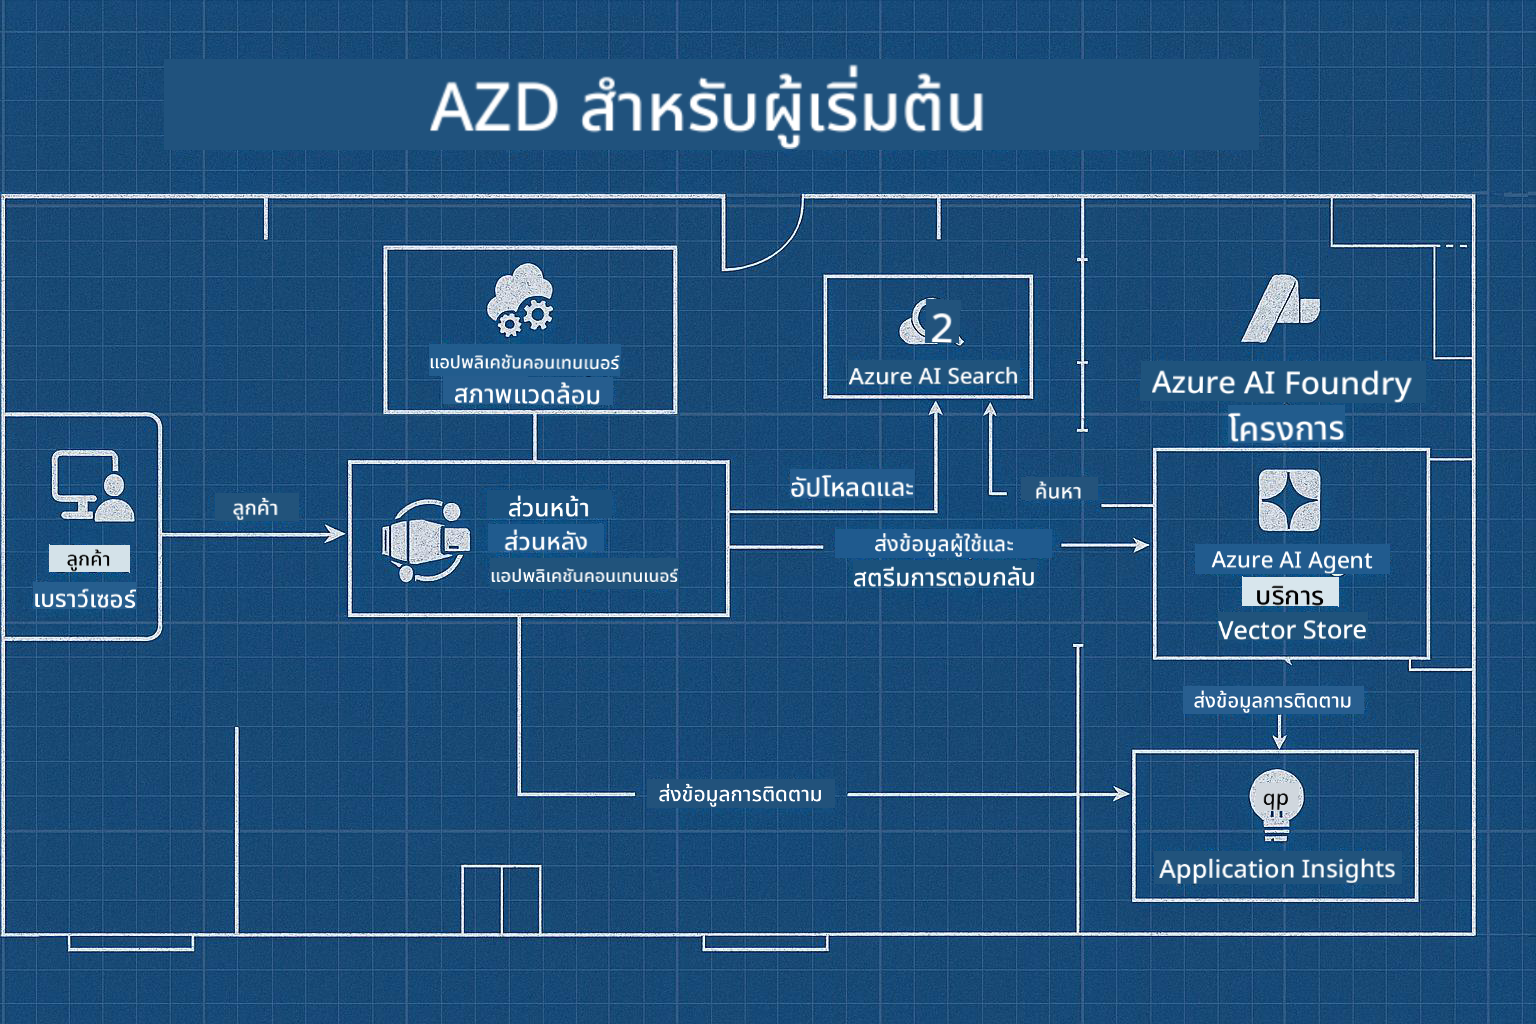 AZD สำหรับผู้เริ่มต้น
แอปพลิเคชันคอนเทนเนอร์
สภาพแวดล้อม
2
Azure AI Search
Azure AI Foundry
โครงการ
ลูกค้า
เบราว์เซอร์
ลูกค้า
ส่วนหน้า
ส่วนหลัง
แอปพลิเคชันคอนเทนเนอร์
อัปโหลดและ
ค้นหา
ส่งข้อมูลผู้ใช้และ
สตรีมการตอบกลับ
Azure AI Agent
บริการ
Vector Store
ส่งข้อมูลการติดตาม
ส่งข้อมูลการติดตาม
qp
Application Insights